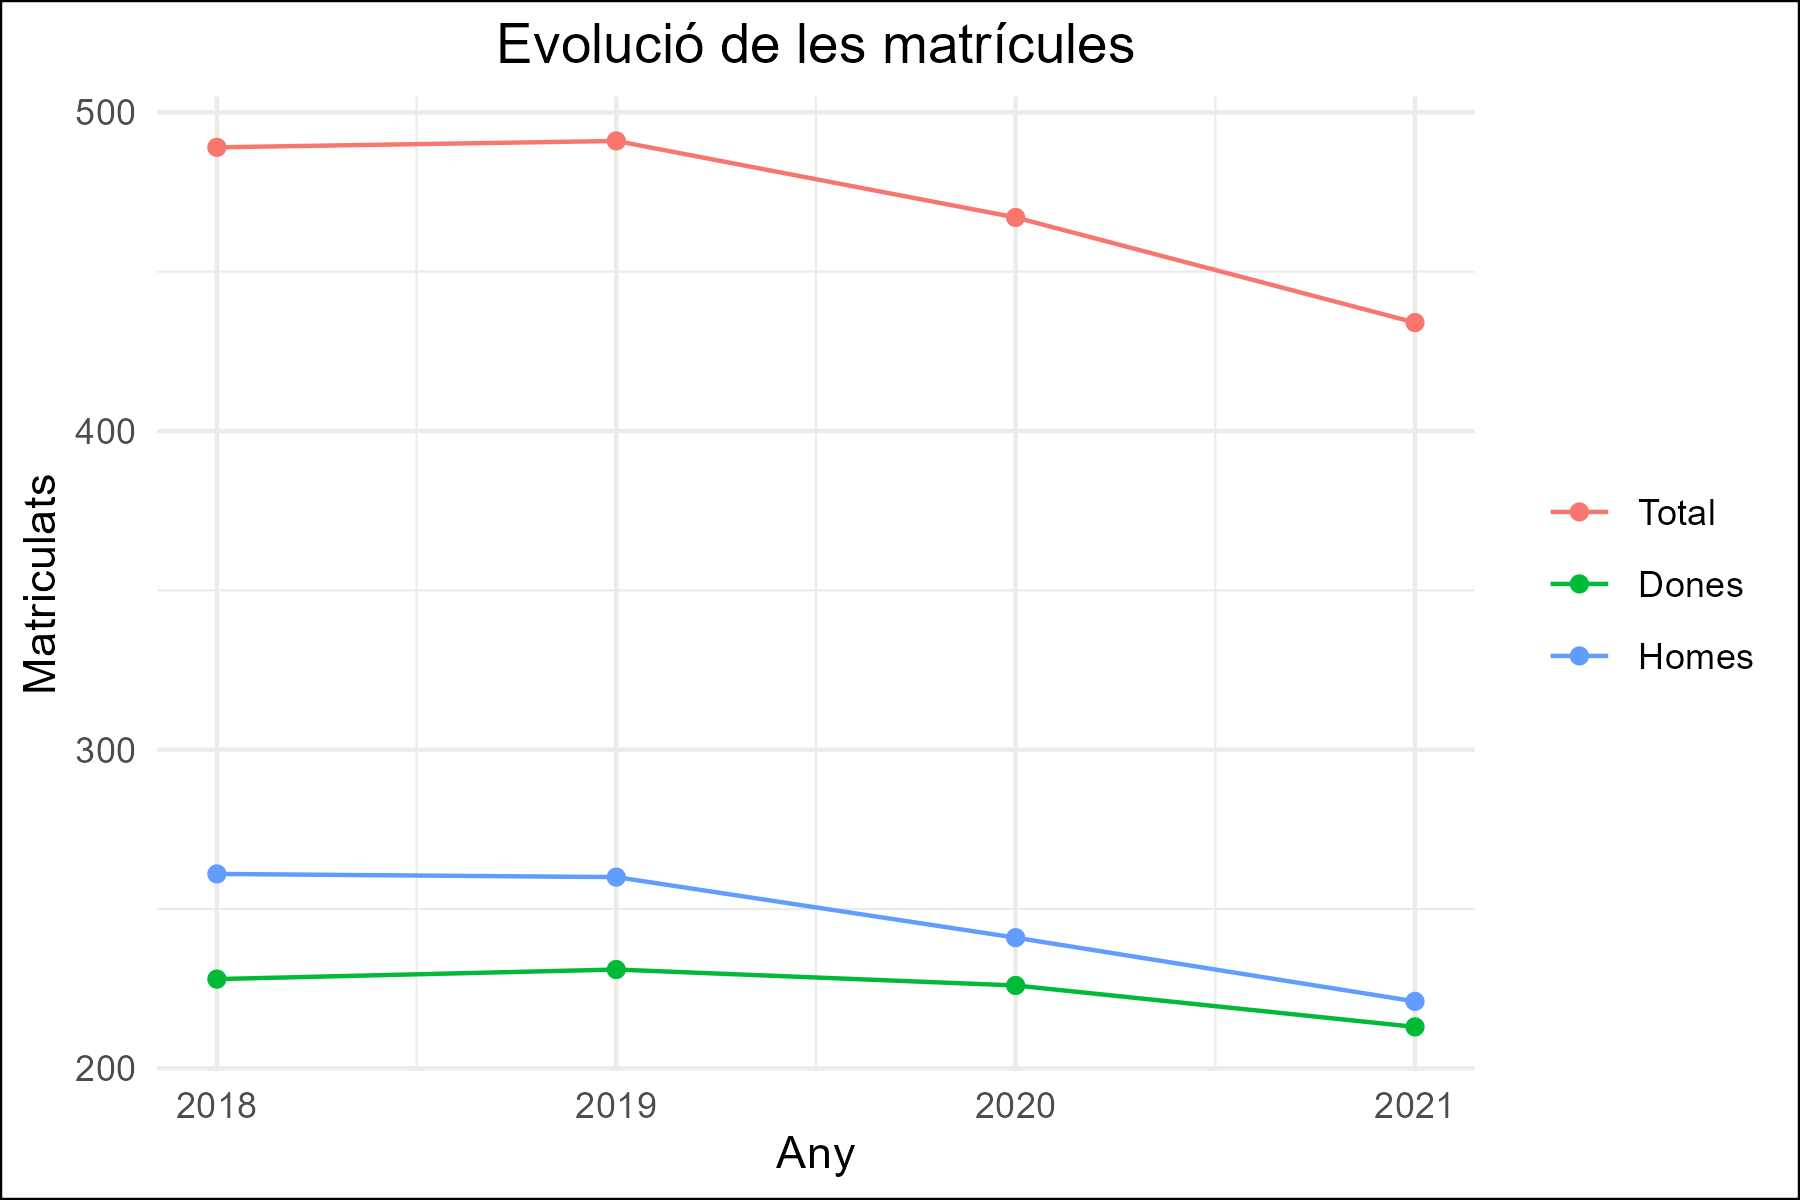 Evolució de les matrícules
Matriculats
500
400
300
200
2018 2019 2020 2021
Any
Total
Dones
Homes